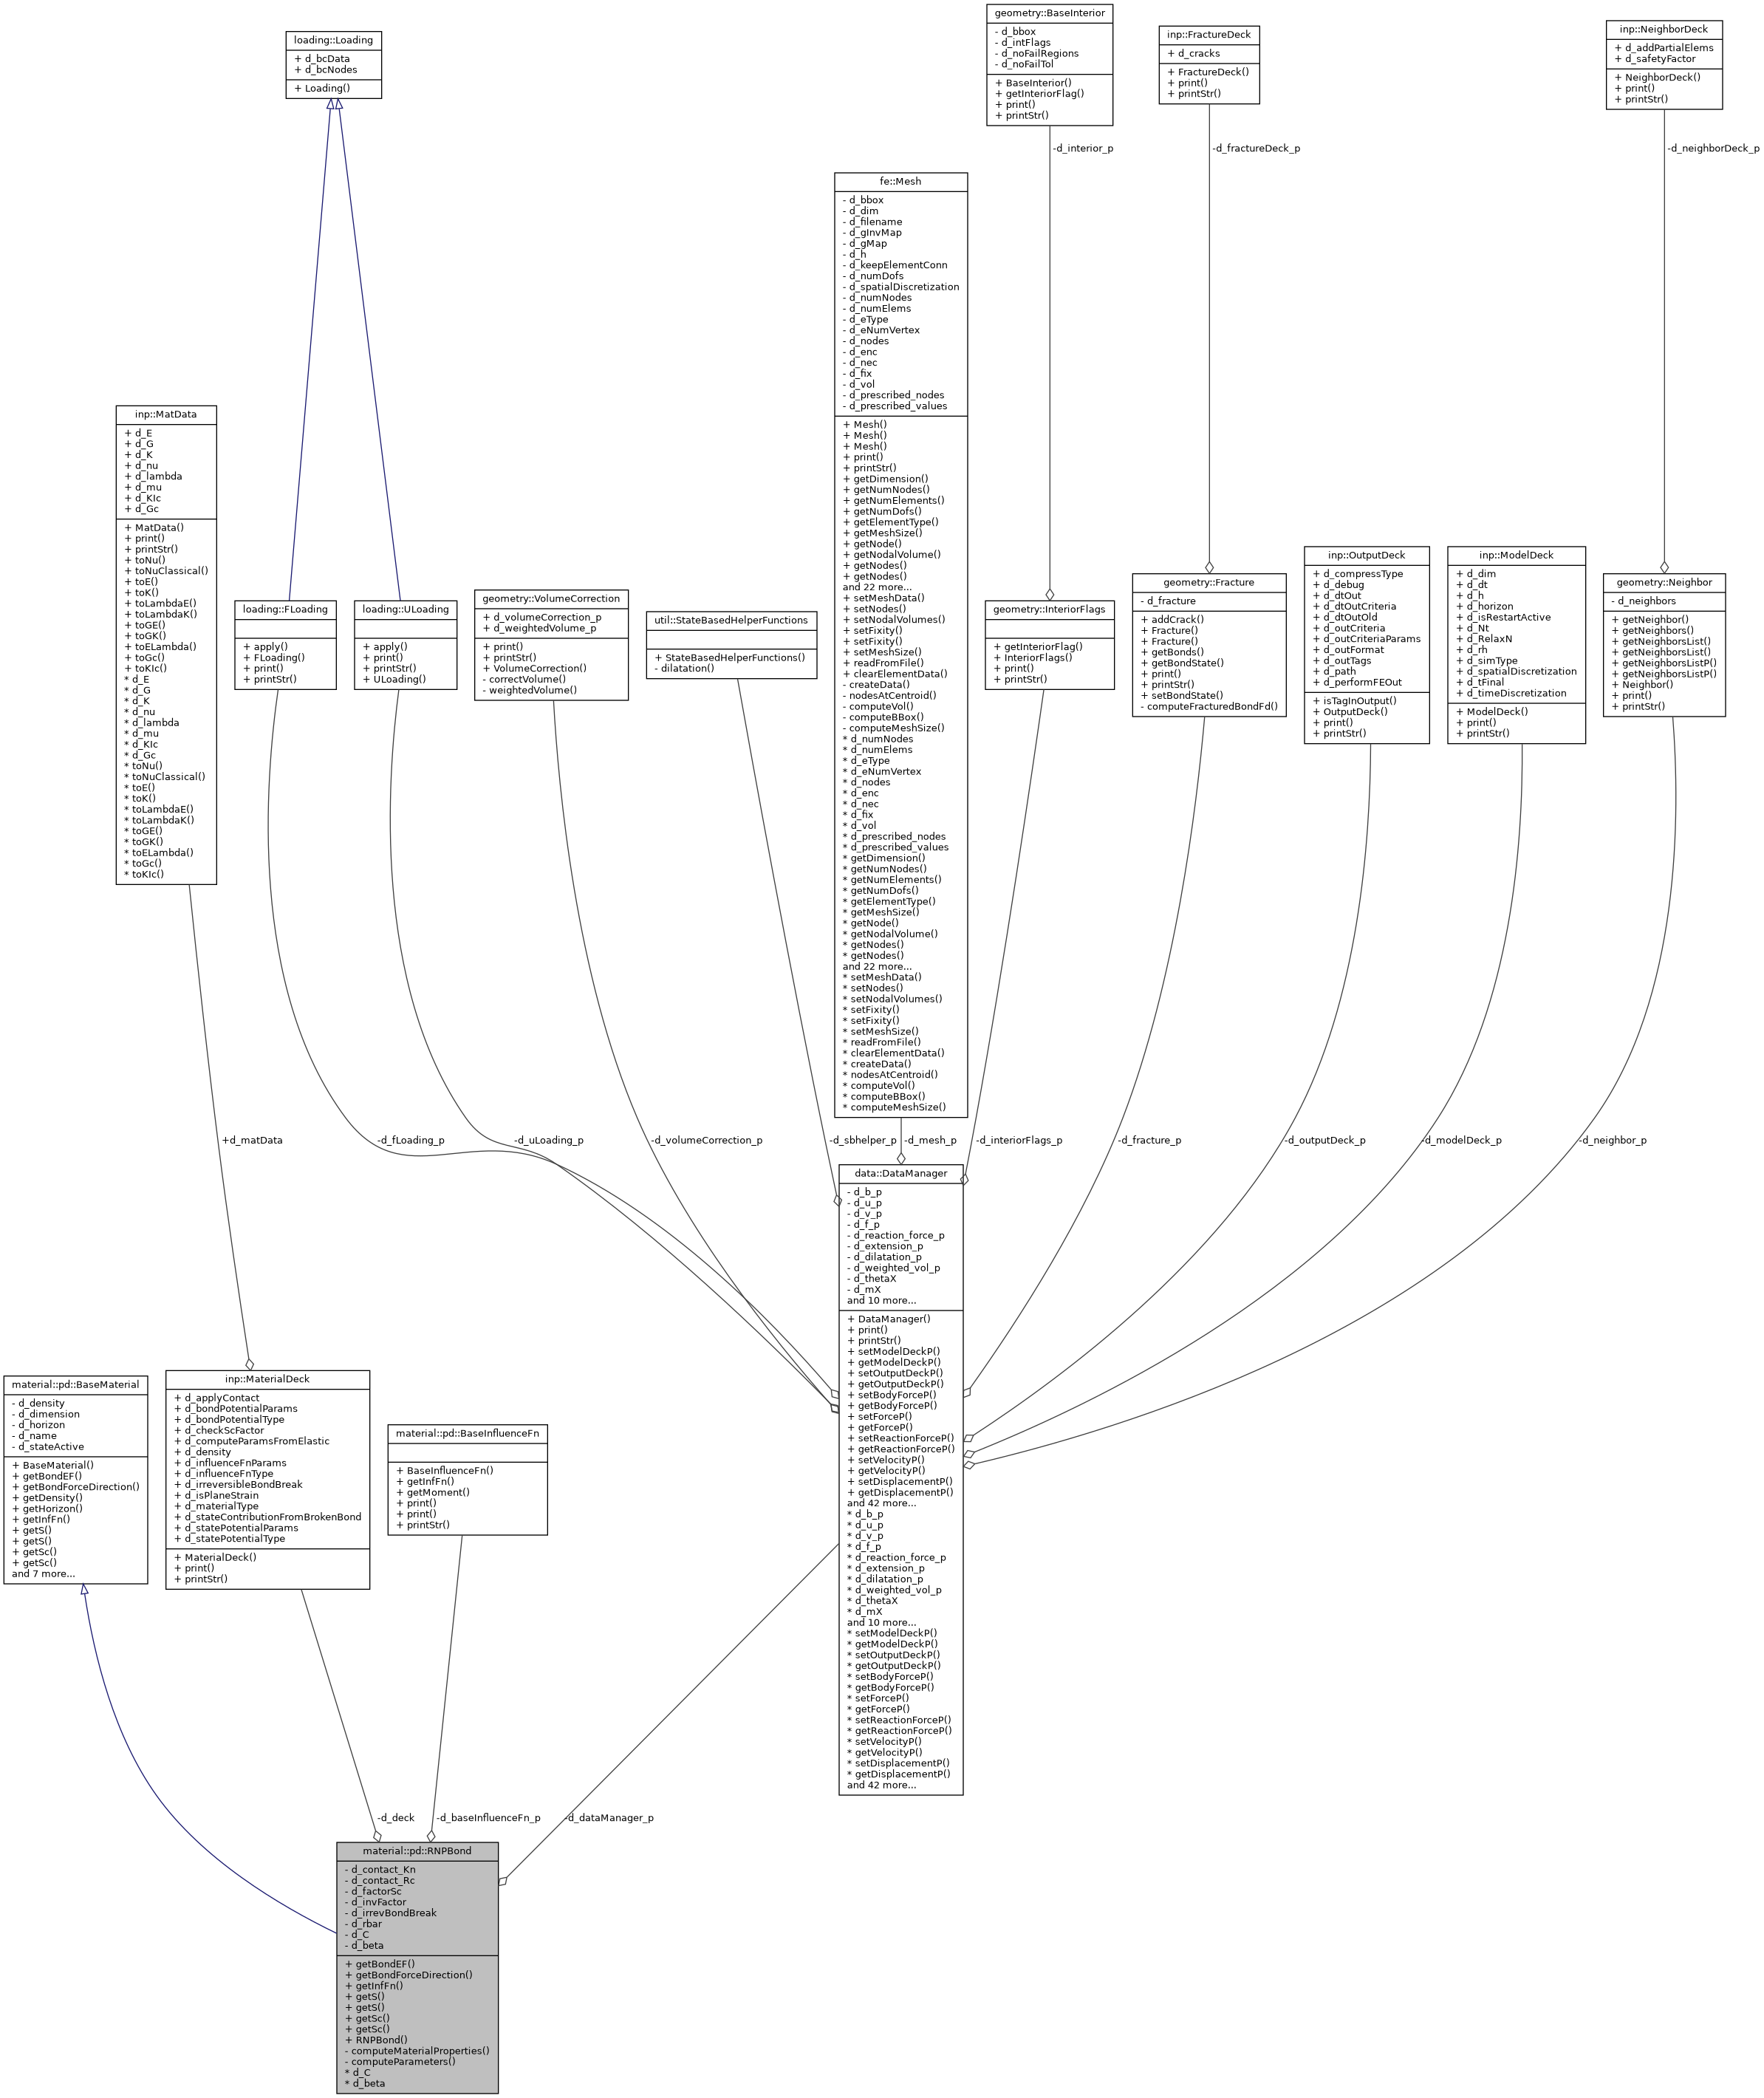 geometry::BaseInterior
- d_bbox
- d_intFlags
- d_noFailRegions
- d_noFailTol
+ BaseInterior()
+ getInteriorFlag()
+ print()
+ printStr()
inp::FractureDeck
+ d_cracks
+ FractureDeck()
+ print()
+ printStr()
inp::NeighborDeck
+ d_addPartialElems
+ d_safetyFactor
+ NeighborDeck()
+ print()
+ printStr()
loading::Loading
+ d_bcData
+ d_bcNodes
+ Loading()
-d_interior_p
-d_fractureDeck_p
-d_neighborDeck_p
fe::Mesh
- d_bbox
- d_dim
- d_filename
- d_gInvMap
- d_gMap
- d_h
- d_keepElementConn
- d_numDofs
- d_spatialDiscretization
- d_numNodes
- d_numElems
- d_eType
- d_eNumVertex
- d_nodes
- d_enc
- d_nec
- d_fix
- d_vol
- d_prescribed_nodes
- d_prescribed_values
+ Mesh()
+ Mesh()
+ Mesh()
+ print()
+ printStr()
+ getDimension()
+ getNumNodes()
+ getNumElements()
+ getNumDofs()
+ getElementType()
+ getMeshSize()
+ getNode()
+ getNodalVolume()
+ getNodes()
+ getNodes()
and 22 more...
+ setMeshData()
+ setNodes()
+ setNodalVolumes()
+ setFixity()
+ setFixity()
+ setMeshSize()
+ readFromFile()
+ clearElementData()
- createData()
- nodesAtCentroid()
- computeVol()
- computeBBox()
- computeMeshSize()
* d_numNodes
* d_numElems
* d_eType
* d_eNumVertex
* d_nodes
* d_enc
* d_nec
* d_fix
* d_vol
* d_prescribed_nodes
* d_prescribed_values
* getDimension()
* getNumNodes()
* getNumElements()
* getNumDofs()
* getElementType()
* getMeshSize()
* getNode()
* getNodalVolume()
* getNodes()
* getNodes()
and 22 more...
* setMeshData()
* setNodes()
* setNodalVolumes()
* setFixity()
* setFixity()
* setMeshSize()
* readFromFile()
* clearElementData()
* createData()
* nodesAtCentroid()
* computeVol()
* computeBBox()
* computeMeshSize()
inp::MatData
+ d_E
+ d_G
+ d_K
+ d_nu
+ d_lambda
+ d_mu
+ d_KIc
+ d_Gc
+ MatData()
+ print()
+ printStr()
+ toNu()
+ toNuClassical()
+ toE()
+ toK()
+ toLambdaE()
+ toLambdaK()
+ toGE()
+ toGK()
+ toELambda()
+ toGc()
+ toKIc()
* d_E
* d_G
* d_K
* d_nu
* d_lambda
* d_mu
* d_KIc
* d_Gc
* toNu()
* toNuClassical()
* toE()
* toK()
* toLambdaE()
* toLambdaK()
* toGE()
* toGK()
* toELambda()
* toGc()
* toKIc()
loading::FLoading
+ apply()
+ FLoading()
+ print()
+ printStr()
loading::ULoading
+ apply()
+ print()
+ printStr()
+ ULoading()
geometry::VolumeCorrection
+ d_volumeCorrection_p
+ d_weightedVolume_p
+ print()
+ printStr()
+ VolumeCorrection()
- correctVolume()
- weightedVolume()
util::StateBasedHelperFunctions
+ StateBasedHelperFunctions()
- dilatation()
geometry::InteriorFlags
+ getInteriorFlag()
+ InteriorFlags()
+ print()
+ printStr()
geometry::Fracture
- d_fracture
+ addCrack()
+ Fracture()
+ Fracture()
+ getBonds()
+ getBondState()
+ print()
+ printStr()
+ setBondState()
- computeFracturedBondFd()
inp::OutputDeck
+ d_compressType
+ d_debug
+ d_dtOut
+ d_dtOutCriteria
+ d_dtOutOld
+ d_outCriteria
+ d_outCriteriaParams
+ d_outFormat
+ d_outTags
+ d_path
+ d_performFEOut
+ isTagInOutput()
+ OutputDeck()
+ print()
+ printStr()
inp::ModelDeck
+ d_dim
+ d_dt
+ d_h
+ d_horizon
+ d_isRestartActive
+ d_Nt
+ d_RelaxN
+ d_rh
+ d_simType
+ d_spatialDiscretization
+ d_tFinal
+ d_timeDiscretization
+ ModelDeck()
+ print()
+ printStr()
geometry::Neighbor
- d_neighbors
+ getNeighbor()
+ getNeighbors()
+ getNeighborsList()
+ getNeighborsList()
+ getNeighborsListP()
+ getNeighborsListP()
+ Neighbor()
+ print()
+ printStr()
+d_matData
-d_fLoading_p
-d_uLoading_p
-d_volumeCorrection_p
-d_sbhelper_p
-d_mesh_p
-d_interiorFlags_p
-d_fracture_p
-d_outputDeck_p
-d_modelDeck_p
-d_neighbor_p
data::DataManager
- d_b_p
- d_u_p
- d_v_p
- d_f_p
- d_reaction_force_p
- d_extension_p
- d_dilatation_p
- d_weighted_vol_p
- d_thetaX
- d_mX
and 10 more...
+ DataManager()
+ print()
+ printStr()
+ setModelDeckP()
+ getModelDeckP()
+ setOutputDeckP()
+ getOutputDeckP()
+ setBodyForceP()
+ getBodyForceP()
+ setForceP()
+ getForceP()
+ setReactionForceP()
+ getReactionForceP()
+ setVelocityP()
+ getVelocityP()
+ setDisplacementP()
+ getDisplacementP()
and 42 more...
* d_b_p
* d_u_p
* d_v_p
* d_f_p
* d_reaction_force_p
* d_extension_p
* d_dilatation_p
* d_weighted_vol_p
* d_thetaX
* d_mX
and 10 more...
* setModelDeckP()
* getModelDeckP()
* setOutputDeckP()
* getOutputDeckP()
* setBodyForceP()
* getBodyForceP()
* setForceP()
* getForceP()
* setReactionForceP()
* getReactionForceP()
* setVelocityP()
* getVelocityP()
* setDisplacementP()
* getDisplacementP()
and 42 more...
material::pd::BaseMaterial
- d_density
- d_dimension
- d_horizon
- d_name
- d_stateActive
+ BaseMaterial()
+ getBondEF()
+ getBondForceDirection()
+ getDensity()
+ getHorizon()
+ getInfFn()
+ getS()
+ getS()
+ getSc()
+ getSc()
and 7 more...
inp::MaterialDeck
+ d_applyContact
+ d_bondPotentialParams
+ d_bondPotentialType
+ d_checkScFactor
+ d_computeParamsFromElastic
+ d_density
+ d_influenceFnParams
+ d_influenceFnType
+ d_irreversibleBondBreak
+ d_isPlaneStrain
+ d_materialType
+ d_stateContributionFromBrokenBond
+ d_statePotentialParams
+ d_statePotentialType
+ MaterialDeck()
+ print()
+ printStr()
material::pd::BaseInfluenceFn
+ BaseInfluenceFn()
+ getInfFn()
+ getMoment()
+ print()
+ print()
+ printStr()
-d_deck
-d_baseInfluenceFn_p
-d_dataManager_p
material::pd::RNPBond
- d_contact_Kn
- d_contact_Rc
- d_factorSc
- d_invFactor
- d_irrevBondBreak
- d_rbar
- d_C
- d_beta
+ getBondEF()
+ getBondForceDirection()
+ getInfFn()
+ getS()
+ getS()
+ getSc()
+ getSc()
+ RNPBond()
- computeMaterialProperties()
- computeParameters()
* d_C
* d_beta